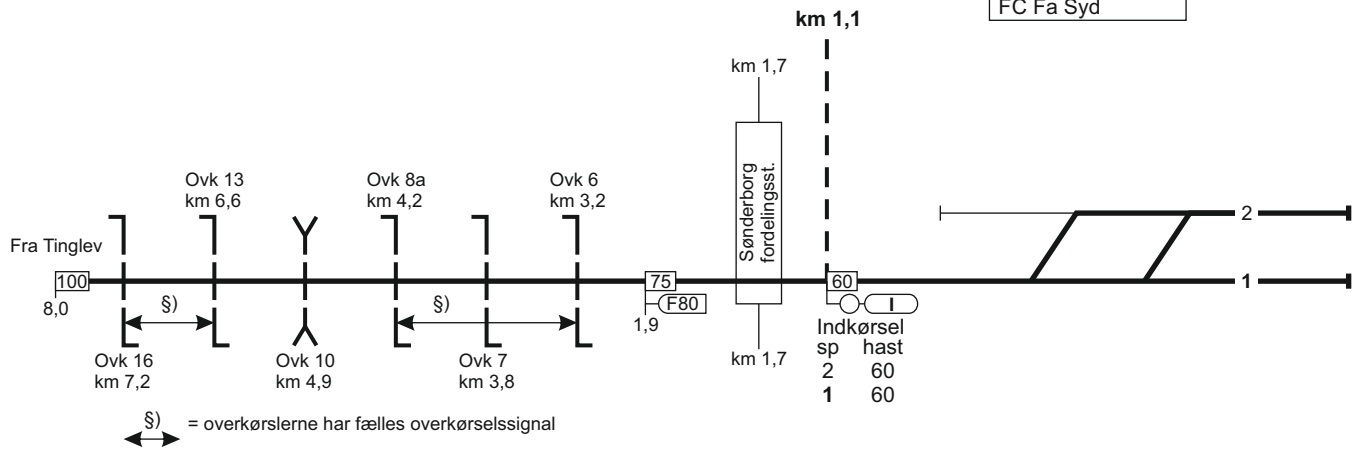 FC Fa Syd
km 1,1
km 1,7
Ovk 13
km 6,6
Ovk 8a
km 4,2
Ovk 6
km 3,2
Sønderborg
fordelingsst.
Fra Tinglev
2
100
75
60
1
8,0
§)
§)
F80
1,9
I
Indkørsel
sp hast
2 60
1 60
Ovk 16
km 7,2
Ovk 10
km 4,9
Ovk 7
km 3,8
km 1,7
§)
= overkørslerne har fælles overkørselssignal